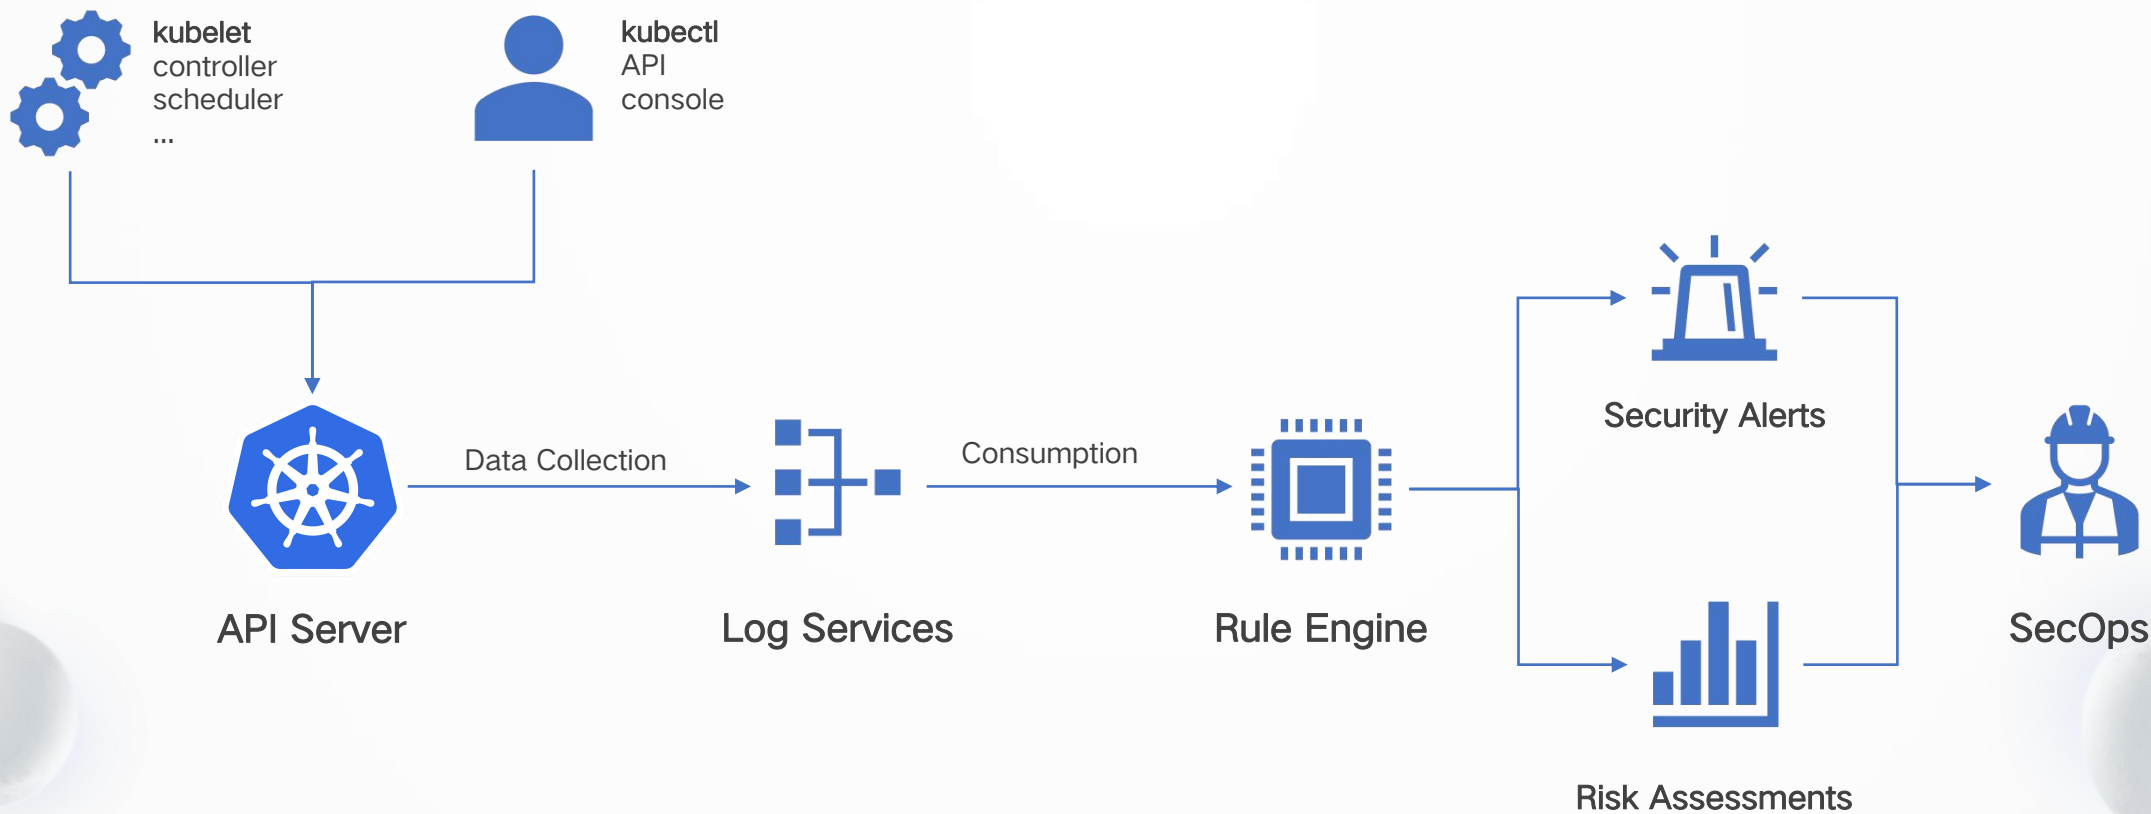 kubelet
controller
scheduler
...
kubectl
API
console
Data Collection
Consumption
Security Alerts
API Server
Log Services
Rule Engine
SecOps
Risk Assessments